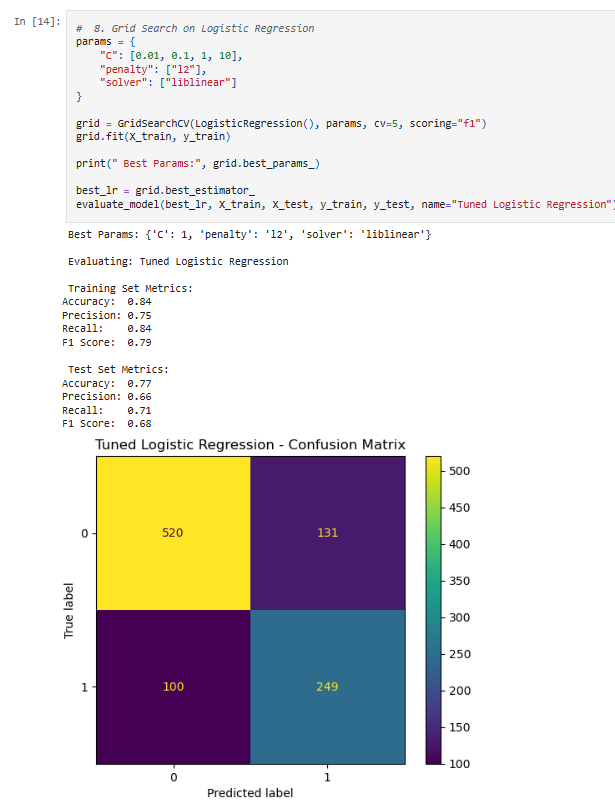 In [14]:
#  8. Grid Search on Logistic Regression
params = {
    "C": [0.01, 0.1, 1, 10],
    "penalty": ["l2"],
    "solver": ["liblinear"]
}
grid = GridSearchCV(LogisticRegression(), params, cv=5, scoring="f1")
grid.fit(X_train, y_train)
print(" Best Params:", grid.best_params_)
best_lr = grid.best_estimator_
evaluate_model(best_lr, X_train, X_test, y_train, y_test, name="Tuned Logistic Regression")
Best Params: {'C': 1, 'penalty': 'l2', 'solver': 'liblinear'}
Evaluating: Tuned Logistic Regression
Training Set Metrics:
Accuracy:  0.84
Precision: 0.75
Recall:    0.84
F1 Score:  0.79
Test Set Metrics:
Accuracy:  0.77
Precision: 0.66
Recall:    0.71
F1 Score:  0.68
Tuned Logistic Regression - Confusion Matrix
True label
0
520
131
1
100
249
0
1
Predicted label
500
450
400
350
300
250
200
150
100